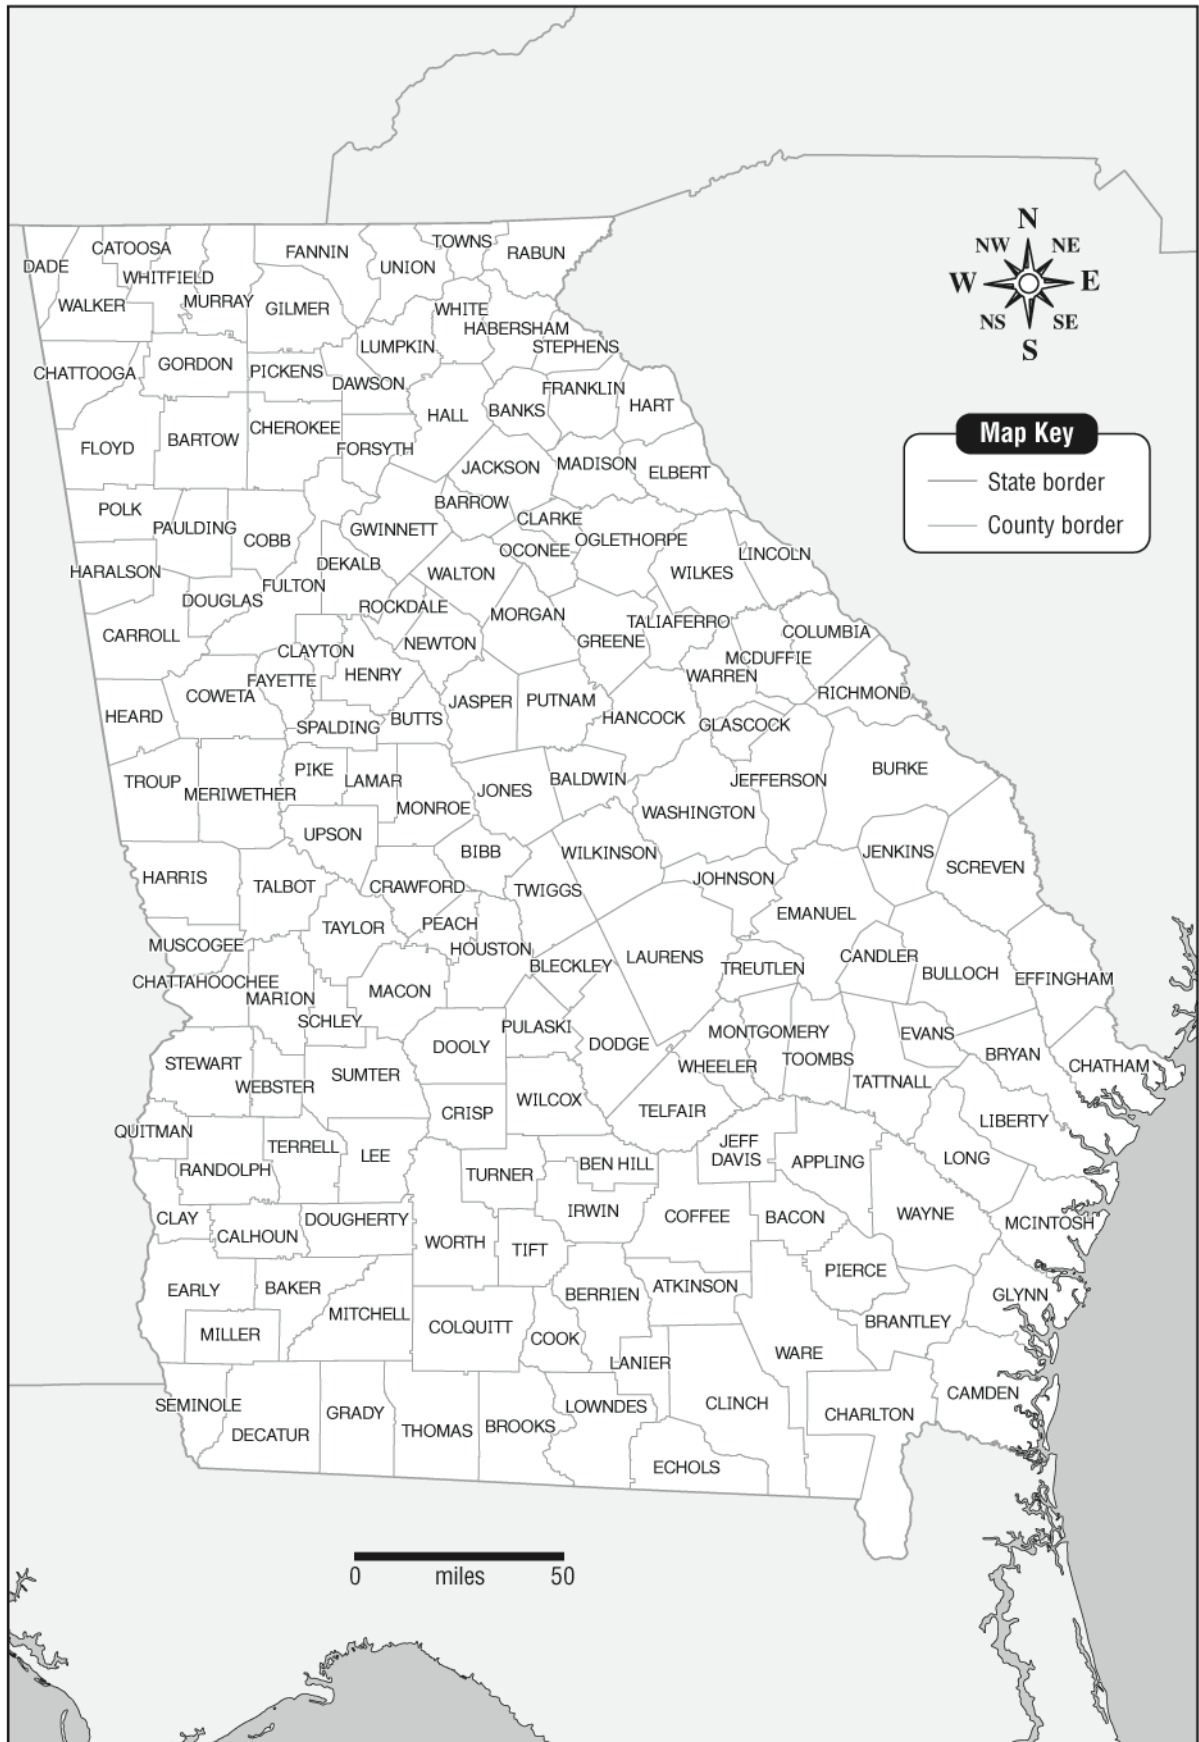 N
NW
NE
W
E
NS
SE
S
Map Key
State border
County border
CATOOSA
FANNIN
TOWNS
RABUN
DADE
UNION
WHITFIELD
WALKER
MURRAY
GILMER
WHITE
HABERSHAM
LUMPKIN
STEPHENS
CHATTOOGA
GORDON
PICKENS
DAWSON
FRANKLIN
HART
HALL
BANKS
FLOYD
BARTOW
CHEROKEE
FORSYTH
JACKSON
MADISON
ELBERT
POLK
PAULDING
COBB
GWINNETT
BARROW
CLARKE
OCONEE
OGLETHORPE
LINCOLN
HARALSON
DEKALB
WALTON
WILKES
FULTON
DOUGLAS
ROCKDALE
MORGAN
TALIAFERRO
CARROLL
CLAYTON
NEWTON
GREENE
COLUMBIA
MCDUFFIE
FAYETTE
HENRY
WARREN
COWETA
JASPER
PUTNAM
RICHMOND
HEARD
SPALDING
BUTTS
HANCOCK
GLASCOCK
TROUP
PIKE
LAMAR
BALDWIN
JEFFERSON
BURKE
MERIWETHER
MONROE
JONES
WASHINGTON
UPSON
BIBB
WILKINSON
JENKINS
SCREVEN
HARRIS
TALBOT
CRAWFORD
TWIGGS
JOHNSON
TAYLOR
PEACH
EMANUEL
MUSCOGEE
HOUSTON
BLECKLEY
LAURENS
TREUTLEN
CANDLER
BULLOCH
EFFINGHAM
CHATTAHOOCHEE
MARION
MACON
SCHLEY
PULASKI
DOOLY
DODGE
MONTGOMERY
EVANS
STEWART
WEBSTER
SUMTER
WHEELER
TOOMBS
BRYAN
CHATHAM
TATTNALL
CRISP
WILCOX
TELFAIR
LIBERTY
QUITMAN
TERRELL
LEE
RANDOLPH
TURNER
BEN HILL
JEFF
DAVIS
APPLING
LONG
CLAY
CALHOUN
DOUGHERTY
IRWIN
COFFEE
BACON
WAYNE
MCINTOSH
WORTH
TIFT
EARLY
BAKER
BERRIEN
ATKINSON
PIERCE
GLYNN
MITCHELL
MILLER
COLQUITT
COOK
BRANTLEY
LANIER
WARE
SEMINOLE
GRADY
LOWNDES
CLINCH
CAMDEN
DECATUR
THOMAS
BROOKS
CHARLTON
ECHOLS
0
miles
50